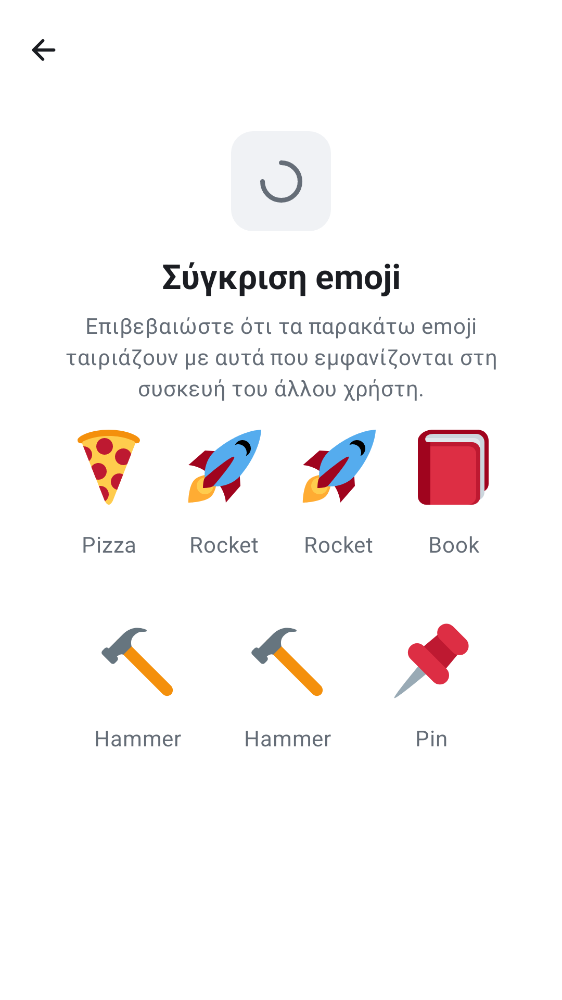 Σύγκριση emoji
Επιβεβαιώστε ότι τα παρακάτω emoji
ταιριάζουν με αυτά που εμφανίζονται στη
συσκευή του άλλου χρήστη.
Pizza Rocket Rocket Book
Hammer Hammer Pin